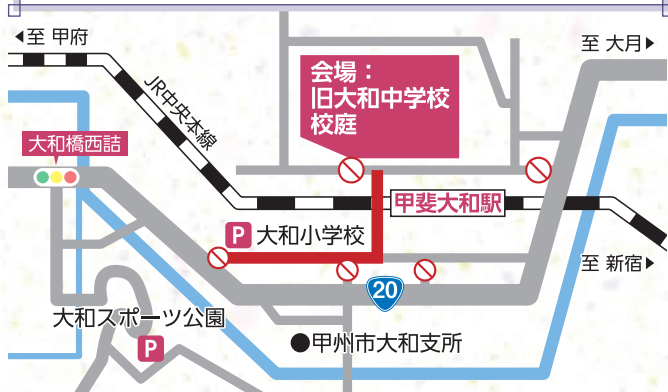 ◀至 甲府
至 大月▶
会場：
旧大和中学校
校庭
JR中央本線
大和橋西詰
甲斐大和駅
P 大和小学校
至 新宿▶
20
大和スポーツ公園
P
●甲州市大和支所